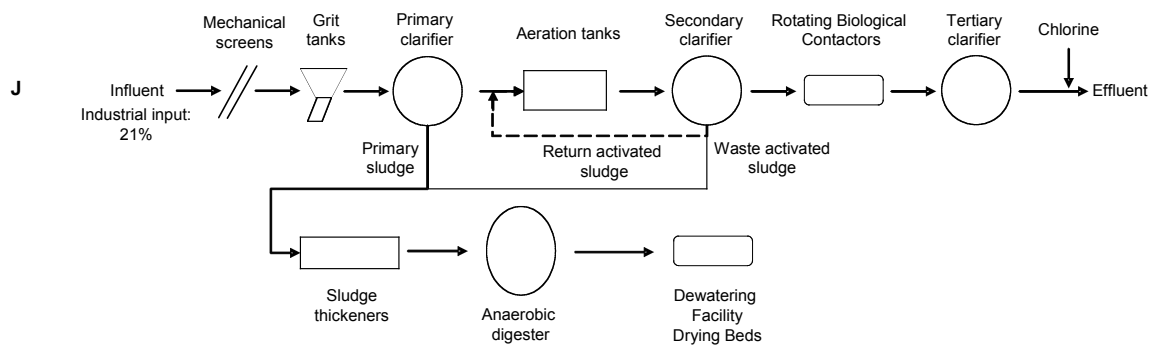 Mechanical
screens
Grit
tanks
Primary
clarifier
Aeration tanks
Secondary
clarifier
Rotating Biological
Contactors
Tertiary
clarifier
Chlorine
J
Influent
Industrial input:
21%
Effluent
Primary
sludge
Return activated
sludge
Waste activated
sludge
Sludge
thickeners
Anaerobic
digester
Dewatering
Facility
Drying Beds